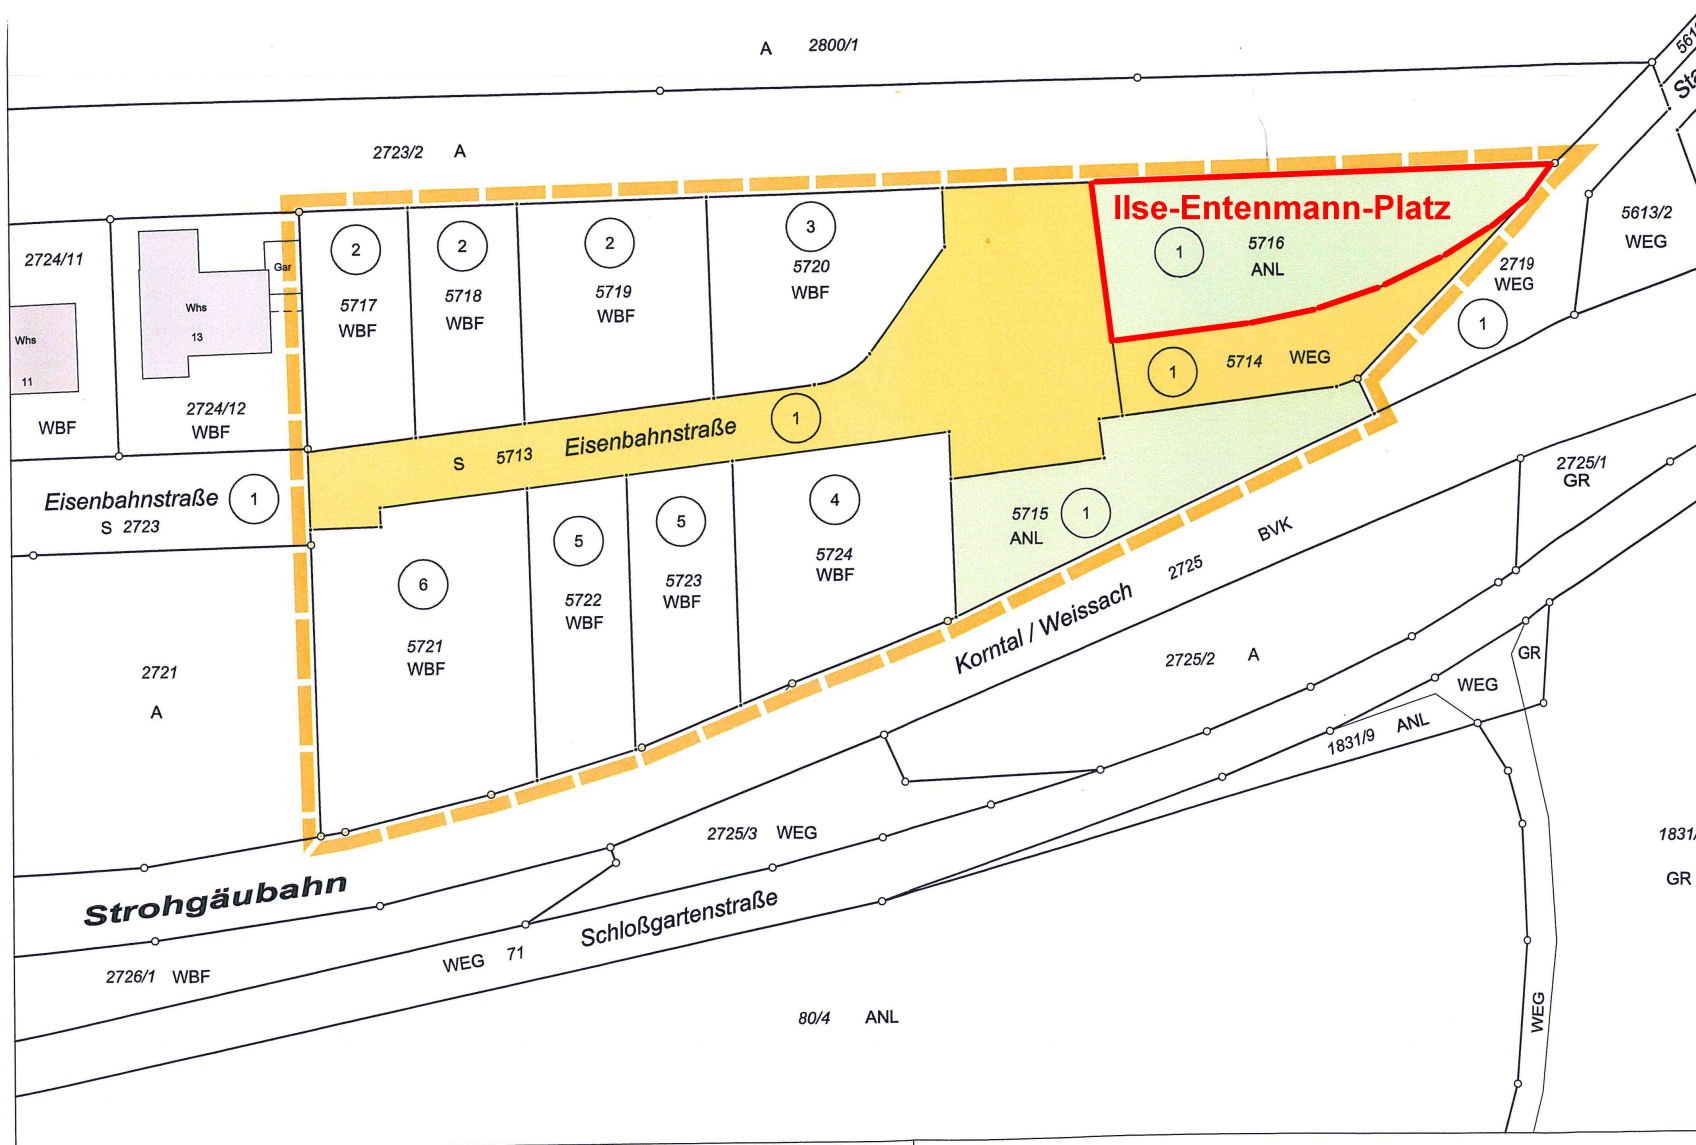 A 2800/1
561
Sta
2723/2 A
Ilse-Entenmann-Platz
5613/2
WEG
2724/11
Gar
2
2
2
3
1
5716
ANL
2719
WEG
5717
WBF
5718
WBF
5719
WBF
5720
WBF
Whs
13
Whs
11
1
1
5714 WEG
2724/12
WBF
WBF
S 5713 Eisenbahnstraße 1
Eisenbahnstraße 1
S 2723
2725/1
GR
5715
ANL
1
4
5
5
6
5724
WBF
5723
WBF
5722
WBF
5721
WBF
Korntal / Weissach 2725 BVK
2721
A
2725/2 A
GR
WEG
1831/9 ANL
2725/3 WEG
1831/
GR
Strohgäubahn
Schloßgartenstraße
WEG 71
2726/1 WBF
80/4 ANL
WEG